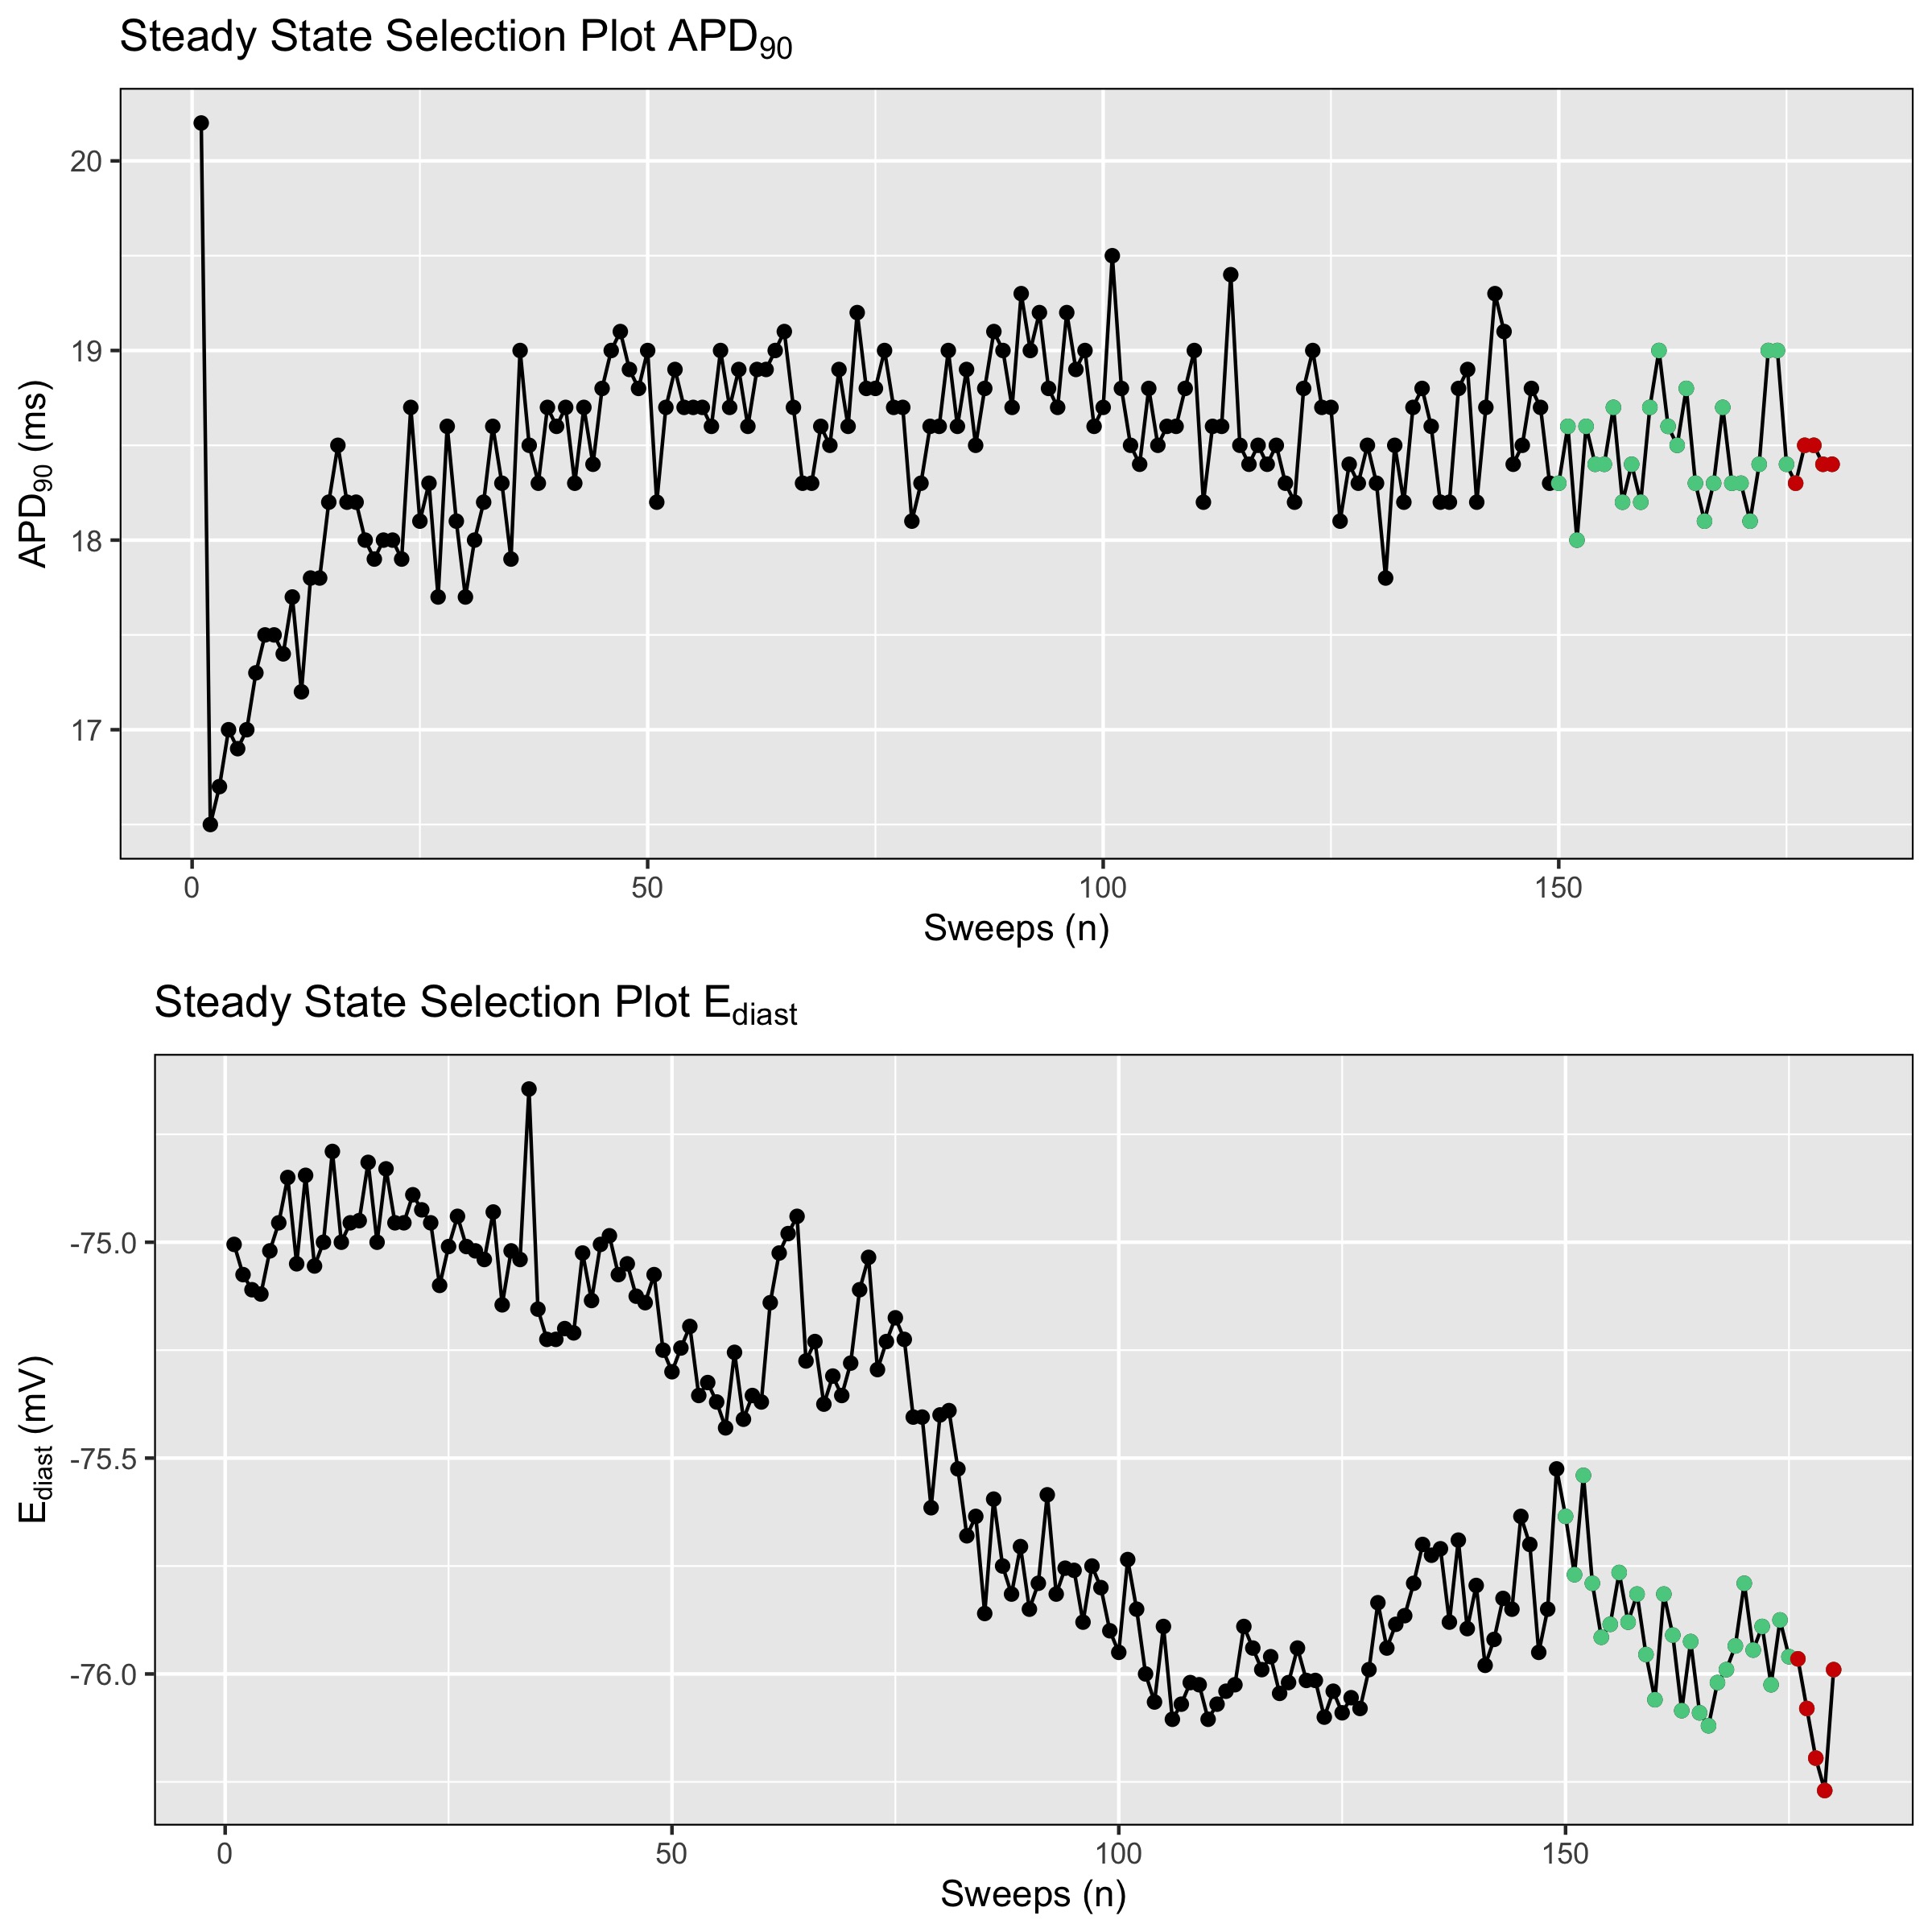 Steady State Selection Plot APD90
APD90 (ms)
20
19
18
17
0 50 100 150
Sweeps (n)
Steady State Selection Plot Ediast
Ediast (mV)
-75.0
-75.5
-76.0
0 50 100 150
Sweeps (n)